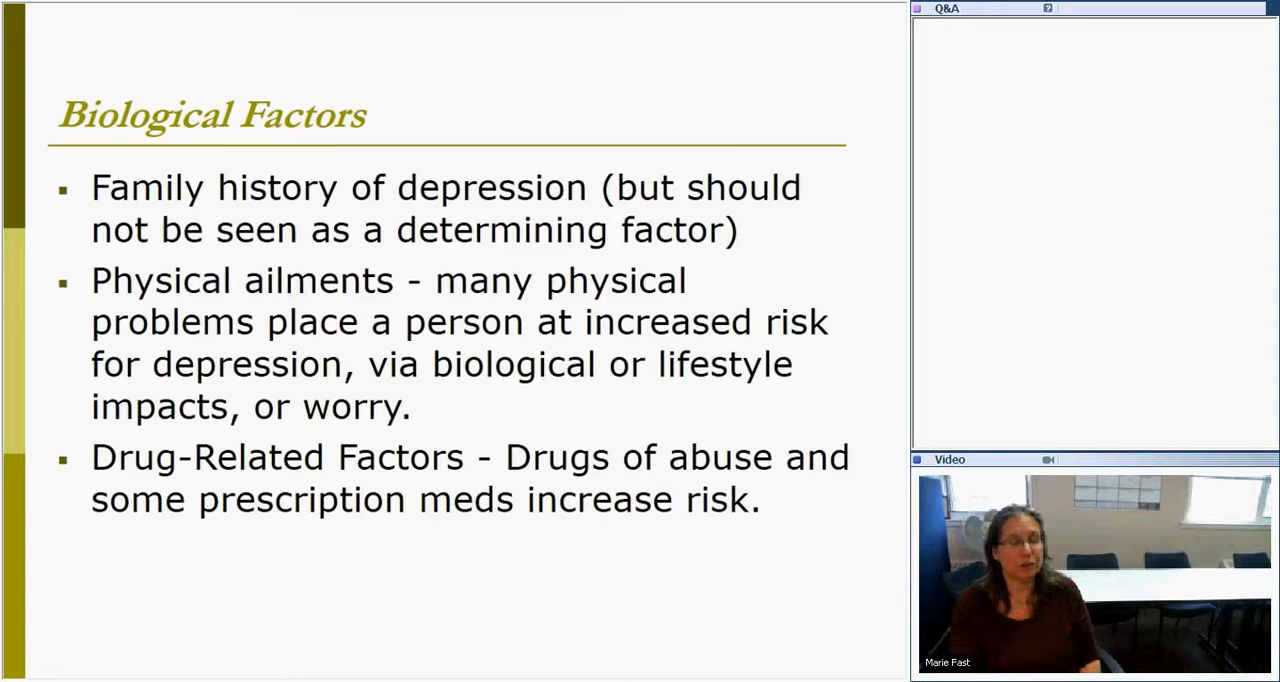 Biological Factors
Family history of depression (but should
not be seen as a determining factor)
Physical ailments - many physical
problems place a person at increased risk
for depression, via biological or lifestyle
impacts, or worry.
Drug-Related Factors - Drugs of abuse and
some prescription meds increase risk.
Q&A
?
Video
Marie Fast